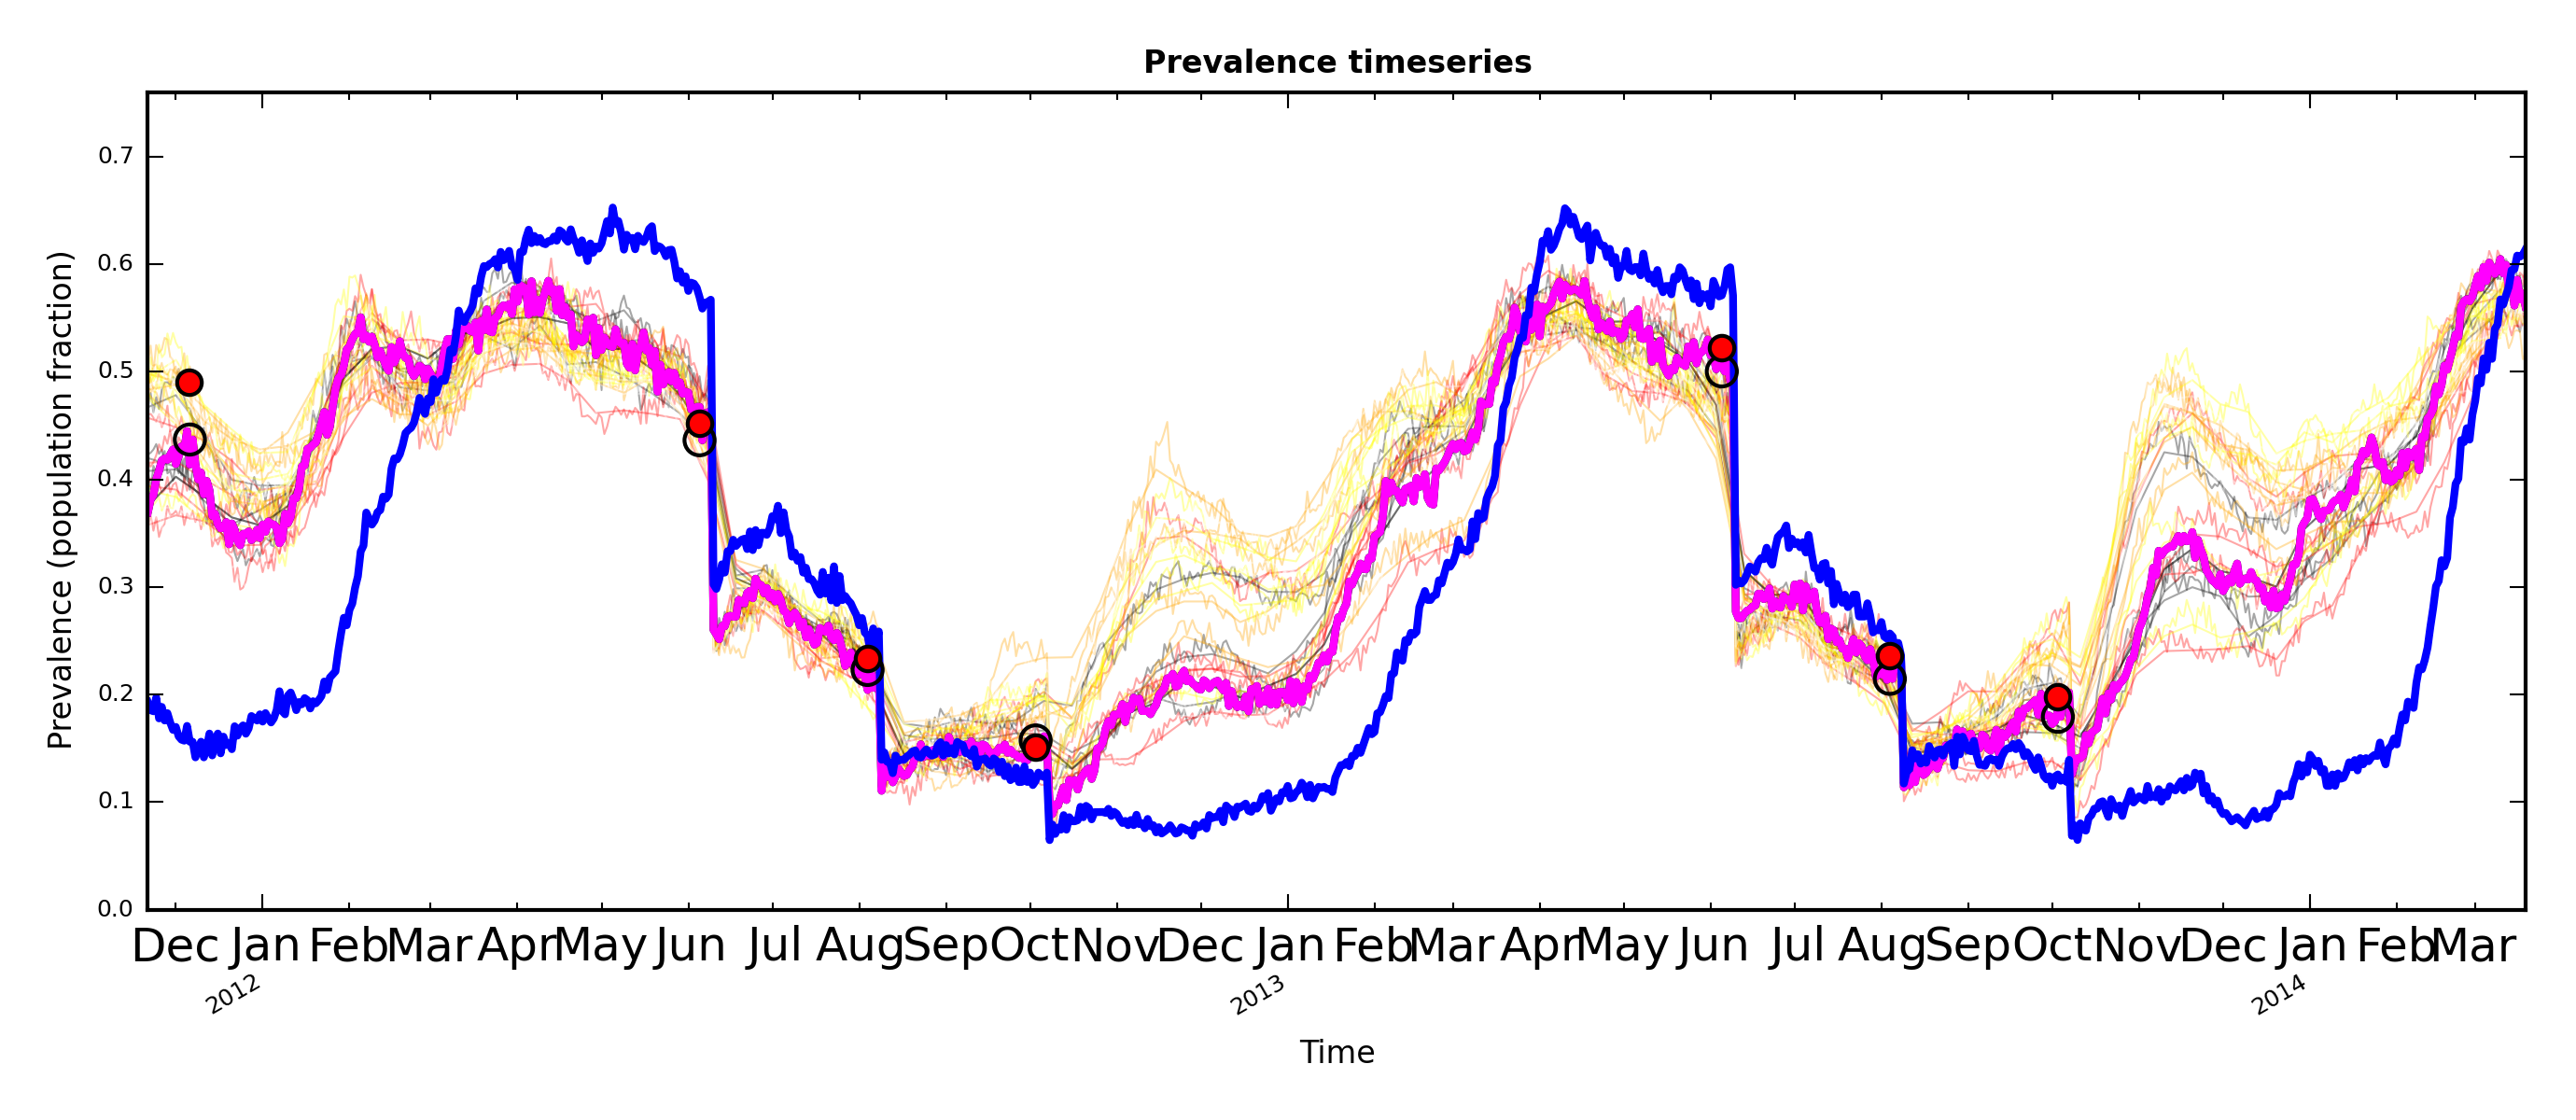 Prevalence timeseries
Prevalence (population fraction)
0.7
0.6
0.5
0.4
0.3
0.2
0.1
0.0
Dec Jan Feb Mar Apr May Jun Jul Aug Sep Oct Nov Dec Jan Feb Mar Apr May Jun Jul Aug Sep Oct Nov Dec Jan Feb Mar
2012 2013 2014
Time